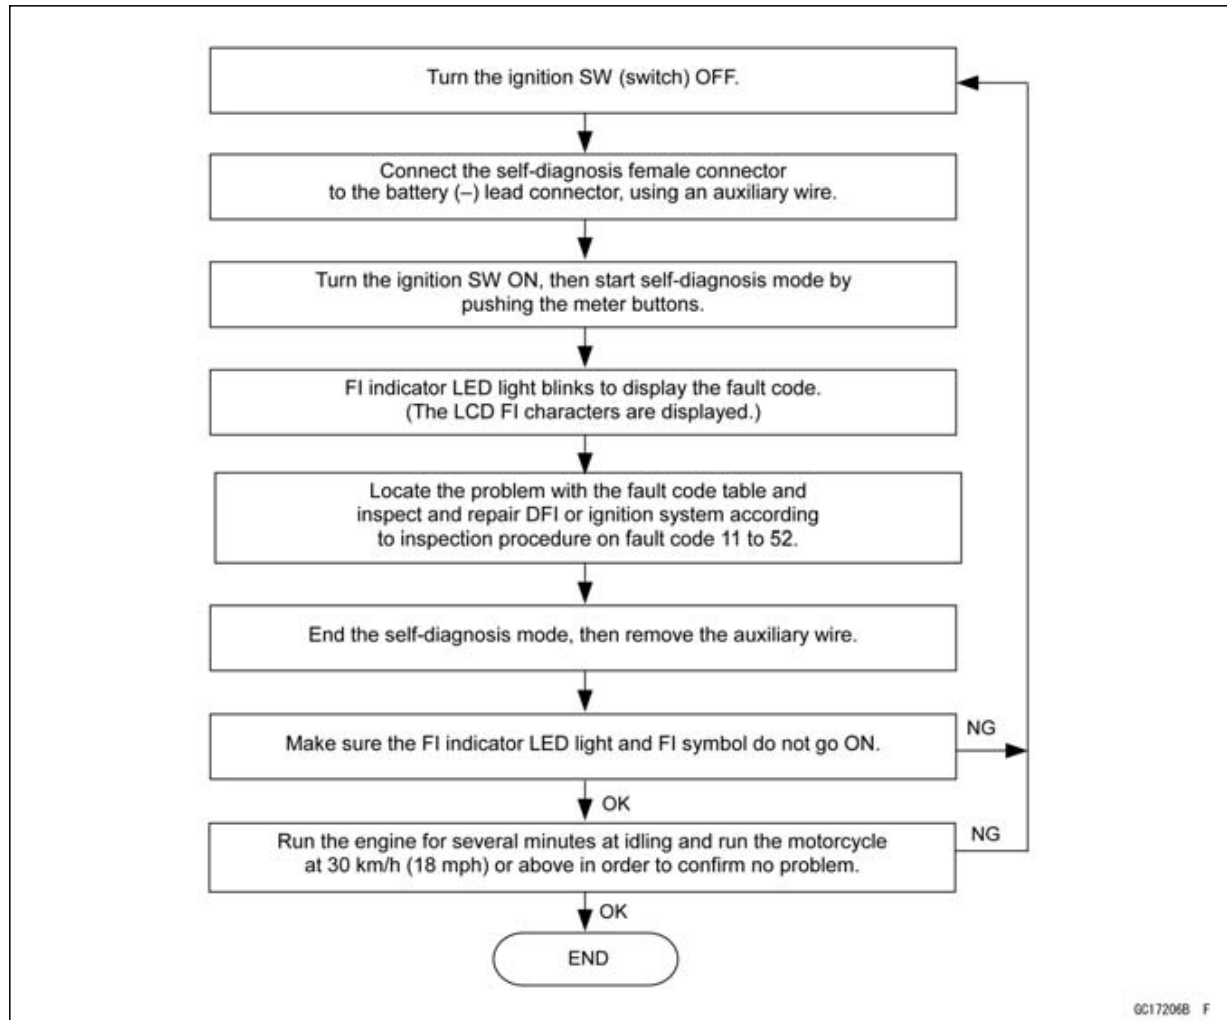 Turn the ignition SW (switch) OFF.
Connect the self-diagnosis female connector
to the battery (–) lead connector, using an auxiliary wire.
Turn the ignition SW ON, then start self-diagnosis mode by
pushing the meter buttons.
FI indicator LED light blinks to display the fault code.
(The LCD FI characters are displayed.)
Locate the problem with the fault code table and
inspect and repair DFI or ignition system according
to inspection procedure on fault code 11 to 52.
End the self-diagnosis mode, then remove the auxiliary wire.
Make sure the FI indicator LED light and FI symbol do not go ON.
NG
OK
Run the engine for several minutes at idling and run the motorcycle
at 30 km/h (18 mph) or above in order to confirm no problem.
NG
OK
END
GC17206B F